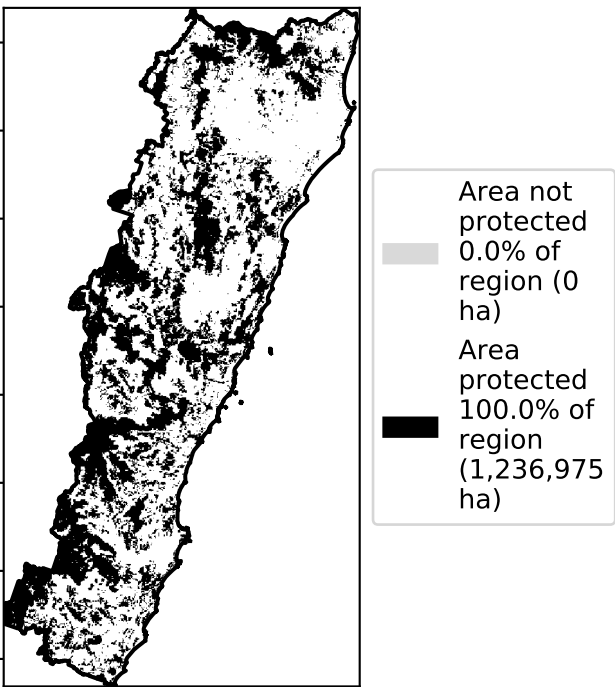 Area not
protected
0.0% of
region (0
ha)
Area
protected
100.0% of
region
(1,236,975
ha)